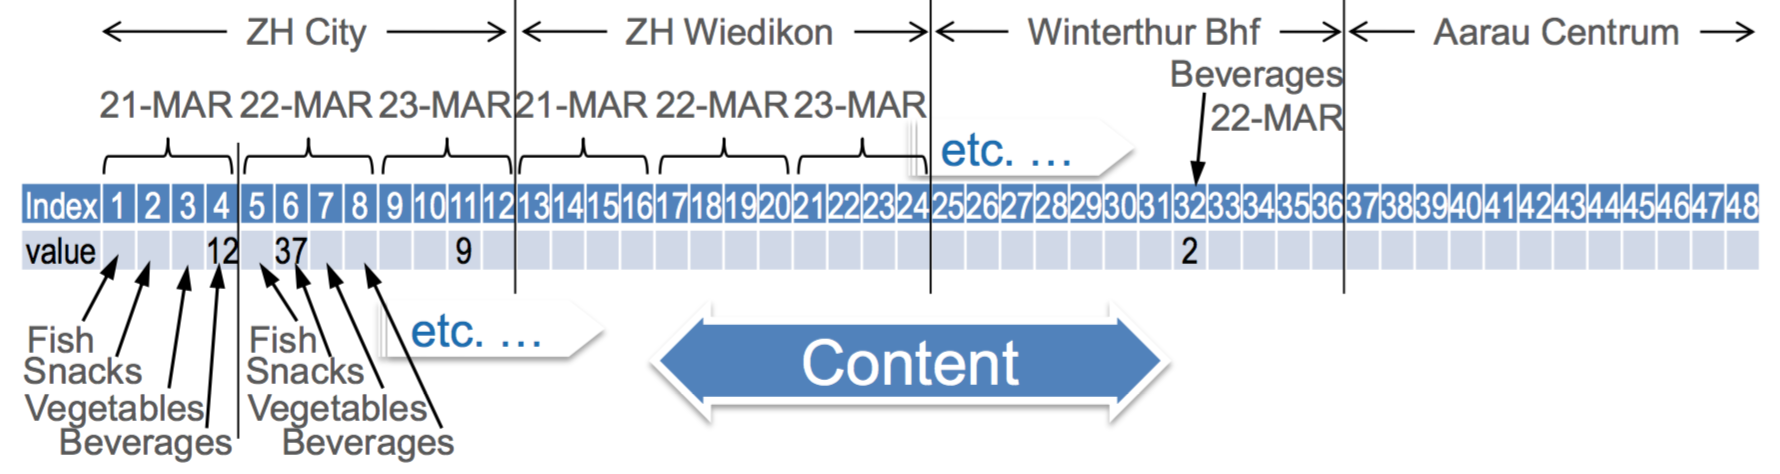 ZH City ZH Wiedikon Winterthur Bhf Aarau Centrum
Beverages
21-MAR 22-MAR 23-MAR 21-MAR 22-MAR 23-MAR 22-MAR
etc. ...
Index 1 2 3 4 5 6 7 8 9 10 11 12 13 14 15 16 17 18 19 20 21 22 23 24 25 26 27 28 29 30 31 32 33 34 35 36 37 38 39 40 41 42 43 44 45 46 47 48
value 12 37 9 2
Fish Fish etc. ...
Snacks Snacks Content
Vegetables Vegetables
Beverages Beverages